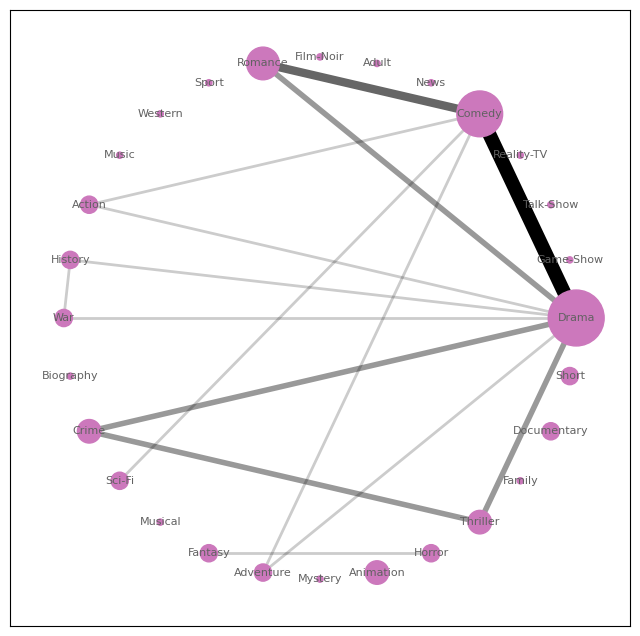 Film-Noir
Romance
Adult
Sport
News
Western
Comedy
Music
Reality-TV
Action
Talk-Show
History
Game-Show
War
Drama
Biography
Short
Crime
Documentary
Sci-Fi
Family
Musical
Thriller
Fantasy
Horror
Adventure
Mystery
Animation